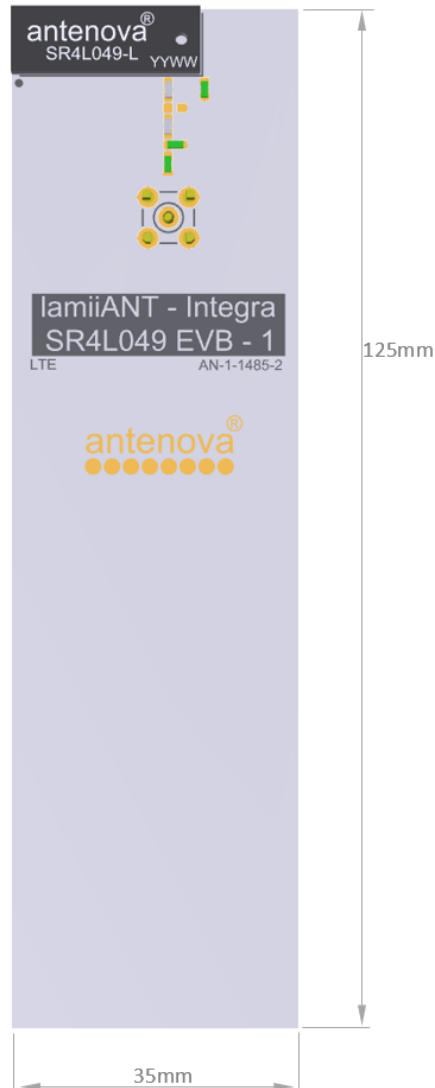 antenova®
SR4L049-L
YYWW
lamiiANT - Integra
SR4L049 EVB - 1
LTE AN-1-1485-2
antenova®
125mm
35mm